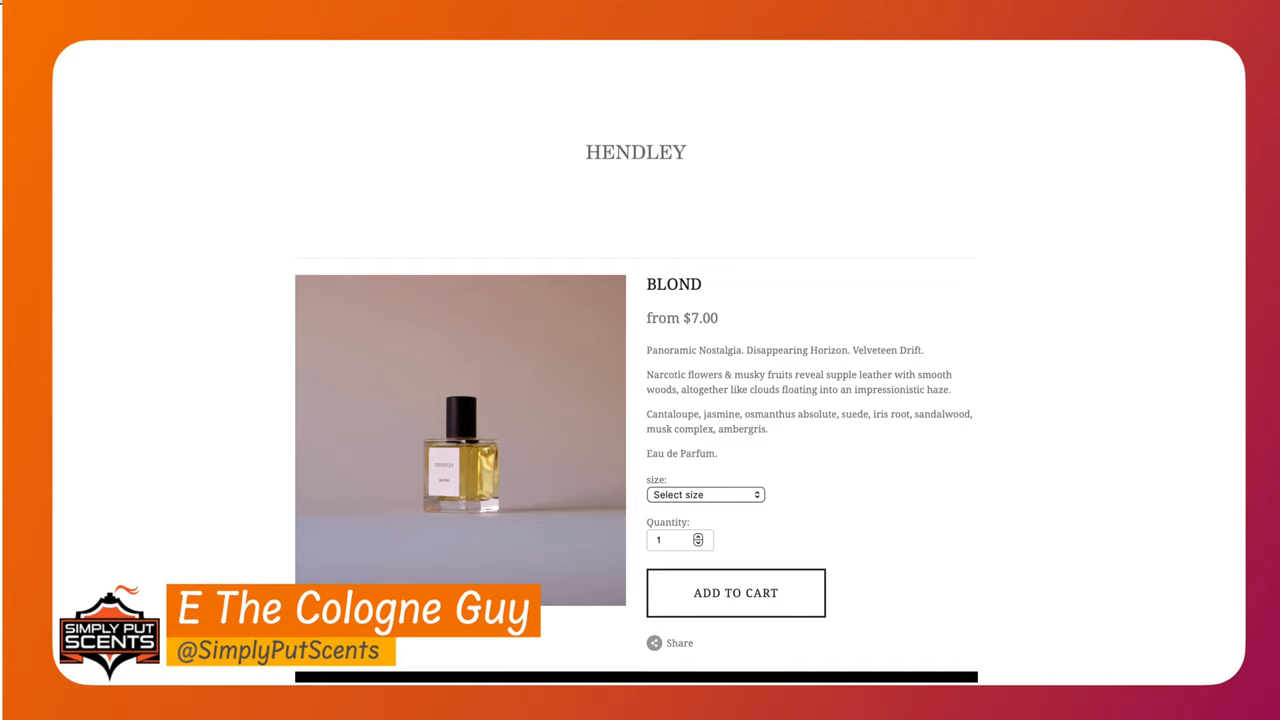 HENDLEY
BLOND
from $7.00
Panoramic Nostalgia. Disappearing Horizon. Velveteen Drift.
Narcotic flowers & musky fruits reveal supple leather with smooth
woods, altogether like clouds floating into an impressionistic haze.
Cantaloupe, jasmine, osmanthus absolute, suede, iris root, sandalwood,
musk complex, ambergris.
Eau de Parfum.
size:
Select size
Quantity:
1
ADD TO CART
Share
HENDLEY
BLOND
SIMPLY PUT
SCENTS
E The Cologne Guy
@SimplyPutScents